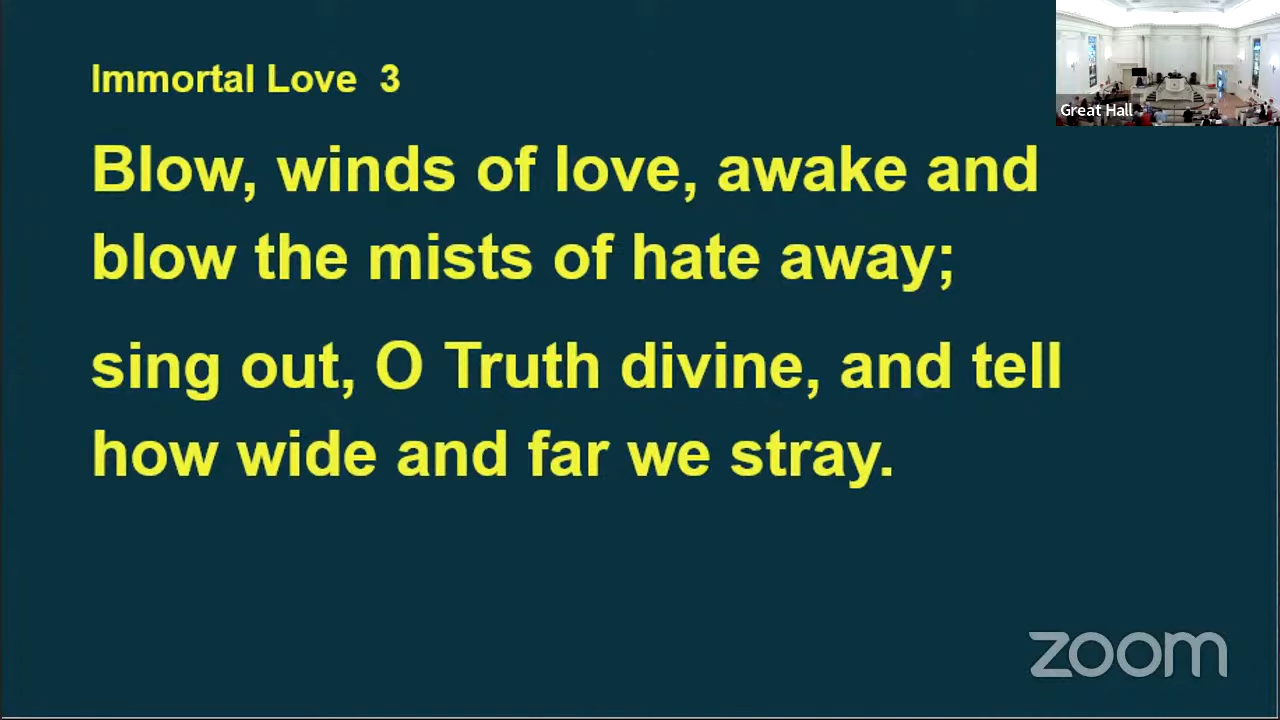 Immortal Love 3
Great Hall
Blow, winds of love, awake and
blow the mists of hate away;
sing out, O Truth divine, and tell
how wide and far we stray.
zoom